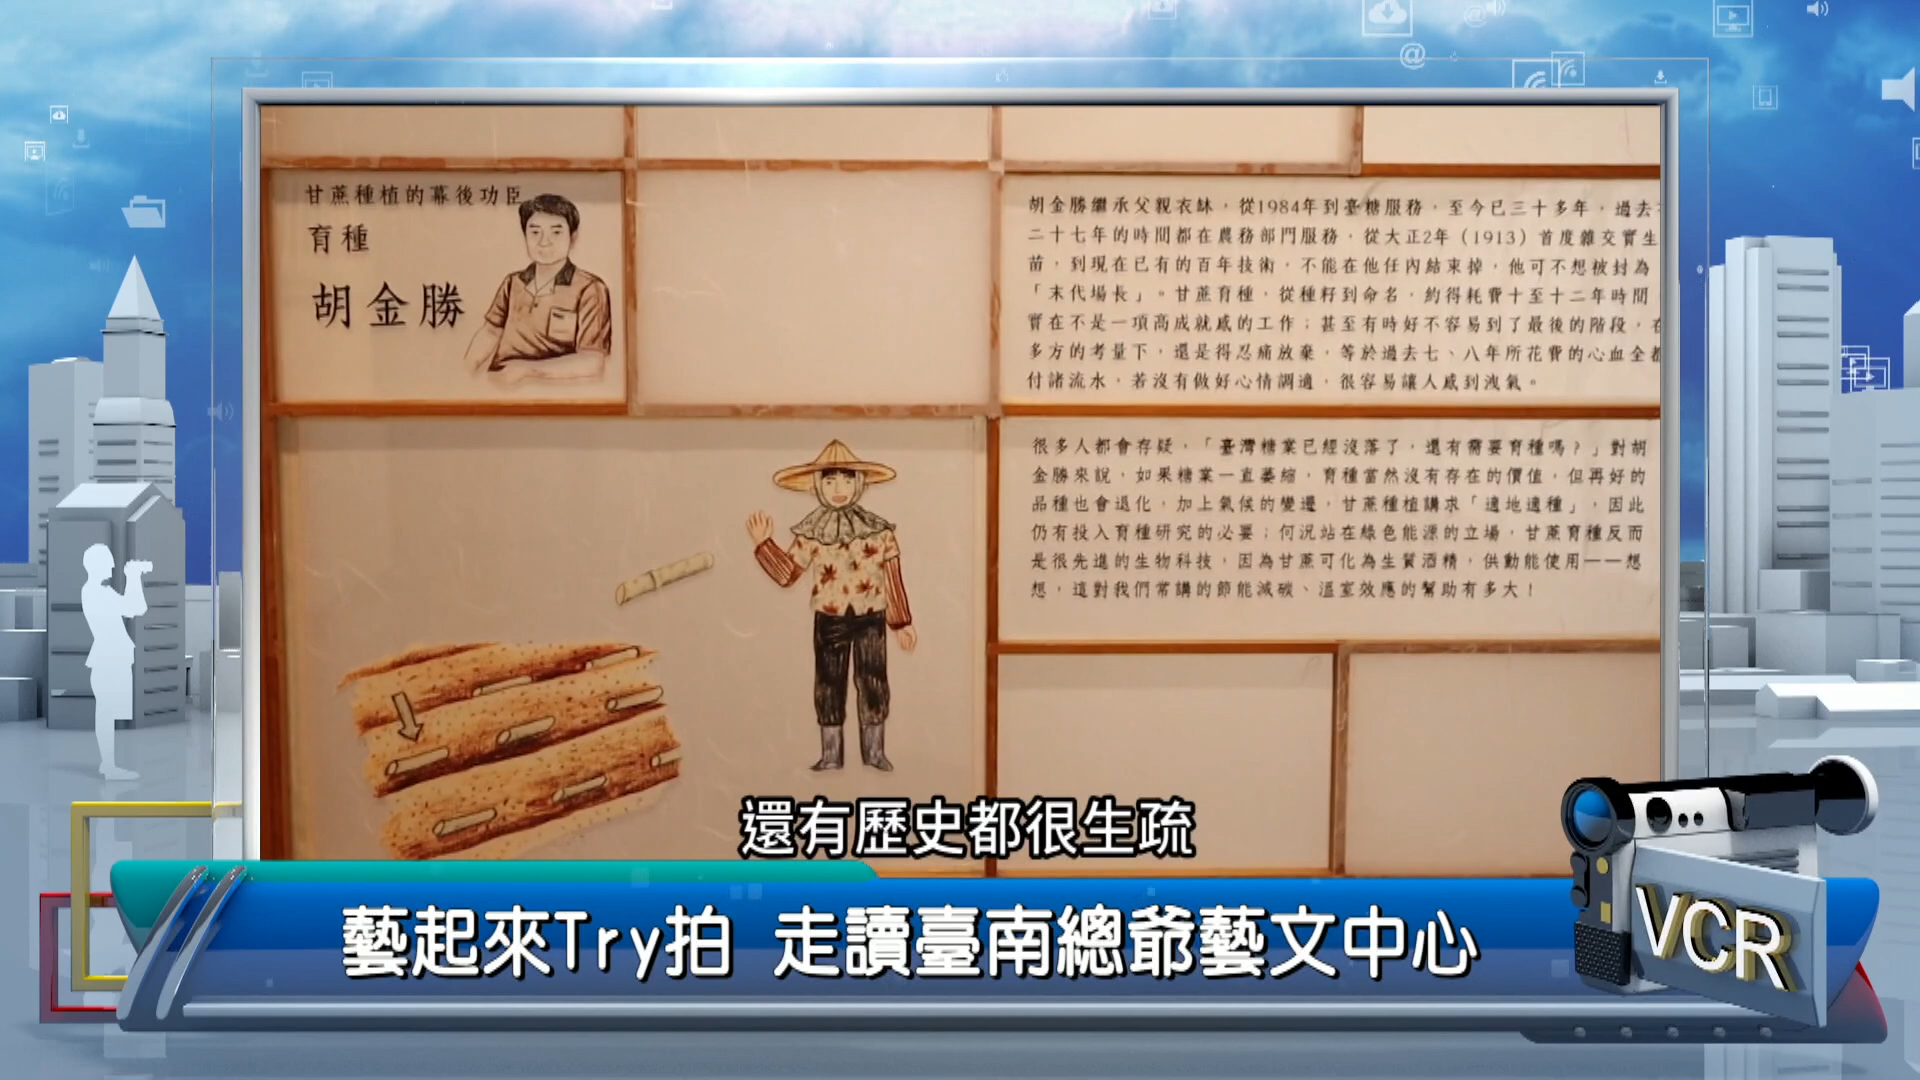 甘蔗種植的幕後功臣
育種
胡金勝
胡金勝繼承父親衣缽，從1984年到臺糖服務，至今已三十多年，過去
二十七年的時間都在農務部門服務，從大正2年（1913）首度雜交實生
苗，到現在已有的百年技術，不能在他任內結束掉，他可不想被封為
「末代場長」。甘蔗育種，從種籽到命名，約得耗費十至十二年時間
實在不是一項高成就感的工作；甚至有時好不容易到了最後的階段，在
多方的考量下，還是得忍痛放棄，等於過去七、八年所花費的心血全都
付諸流水，若沒有做好心情調適，很容易讓人感到洩氣。
很多人都會存疑，「臺灣糖業已經沒落了，還有需要育種嗎？」對胡
金勝來說，如果糖業一直萎縮，育種當然沒有存在的價值，但再好的
品種也會退化，加上氣候的變遷，甘蔗種植講求「適地適種」，因此
仍有投入育種研究的必要；何況站在綠色能源的立場，甘蔗育種反而
是很先進的生物科技，因為甘蔗可化為生質酒精，供動能使用——想
想，這對我們常講的節能減碳、溫室效應的幫助有多大！
還有歷史都很生疏
藝起來Try拍 走讀臺南總爺藝文中心
VCR